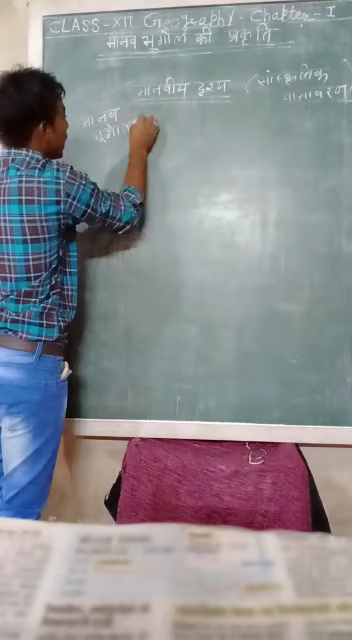 CLASS-XII Geography. Chapter-I
मानव भूगोल की प्रकृति
मानवीय दृश्य (सांस्कृतिक
वातावरण)
मानव